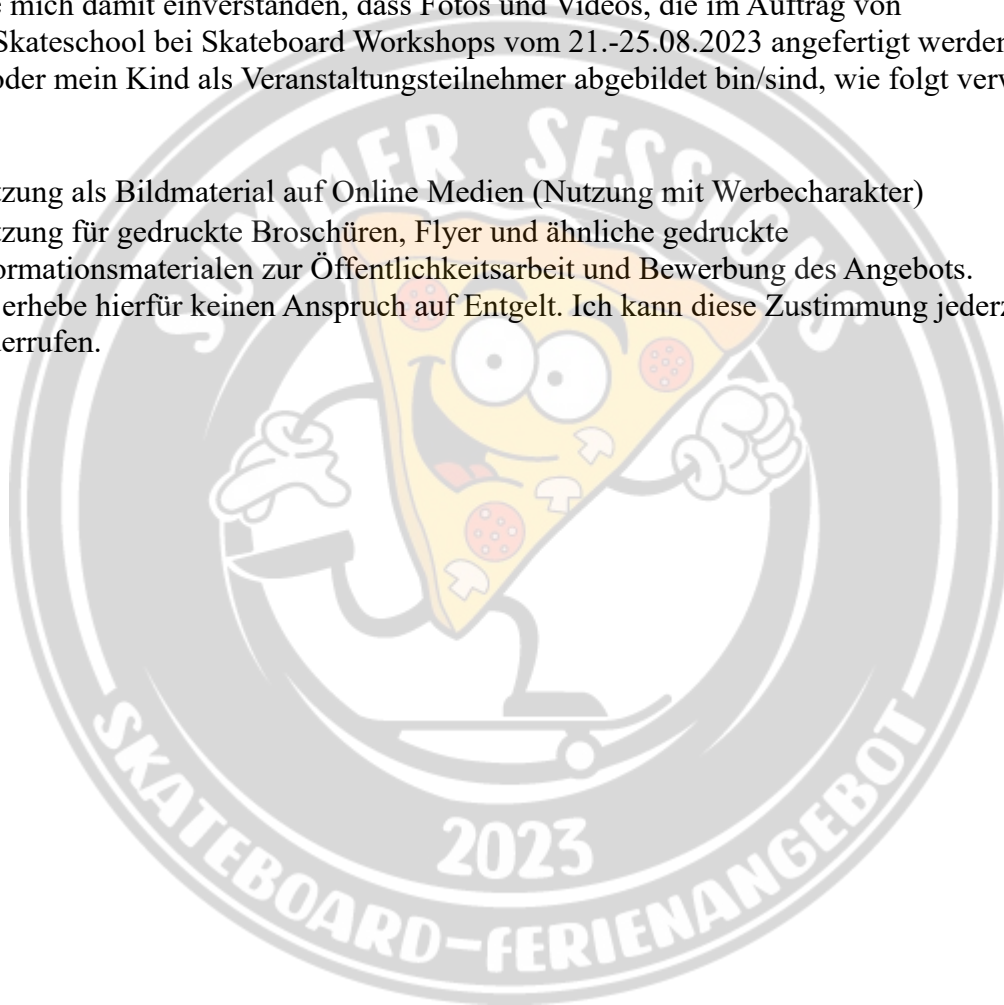 mich damit einverstanden, dass Fotos und Videos, die im Auftrag von
Skateschool bei Skateboard Workshops vom 21.-25.08.2023 angefertigt werden
oder mein Kind als Veranstaltungsteilnehmer abgebildet bin/sind, wie folgt
zung als Bildmaterial auf Online Medien (Nutzung mit Werbecharakter)
zung für gedruckte Broschüren, Flyer und ähnliche gedruckte
ormationsmaterialen zur Öffentlichkeitsarbeit und Bewerbung des Angebots.
erhebe hierfür keinen Anspruch auf Entgelt. Ich kann diese Zustimmung jederz
errufen.
SUMMER SESSIONS
2023
SKATEBOARD-FERIENANGEBOT